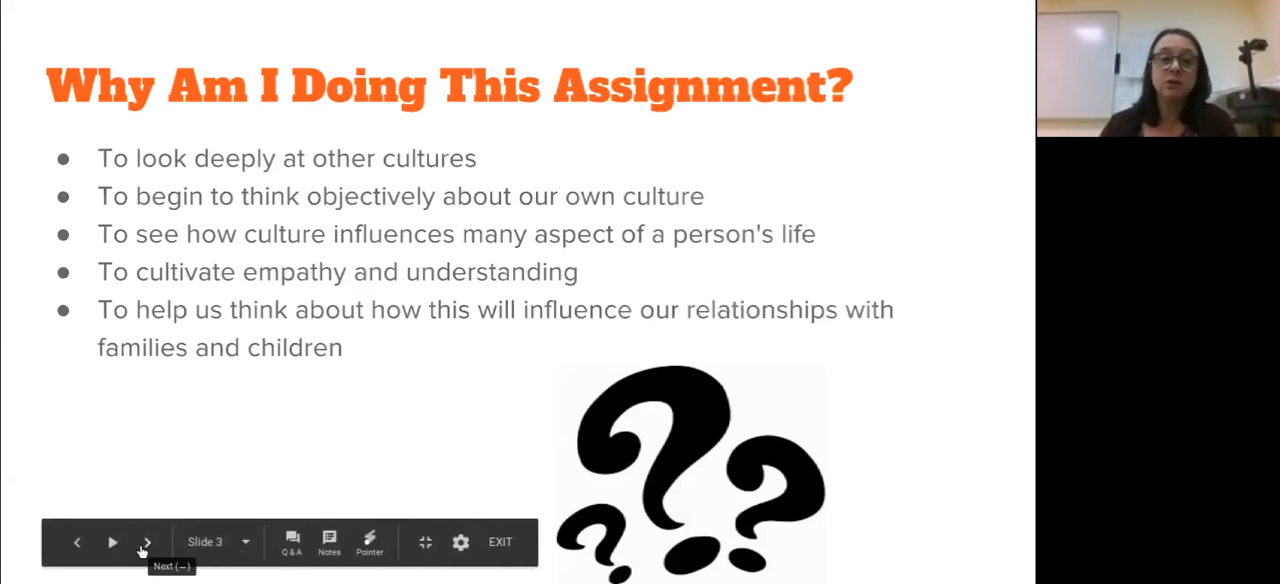 Why Am I Doing This Assignment?
● To look deeply at other cultures
● To begin to think objectively about our own culture
● To see how culture influences many aspect of a person's life
● To cultivate empathy and understanding
● To help us think about how this will influence our relationships with
families and children
? ? ?
Slide 3
Q & A
Notes
Pointer
EXIT
Next (→)